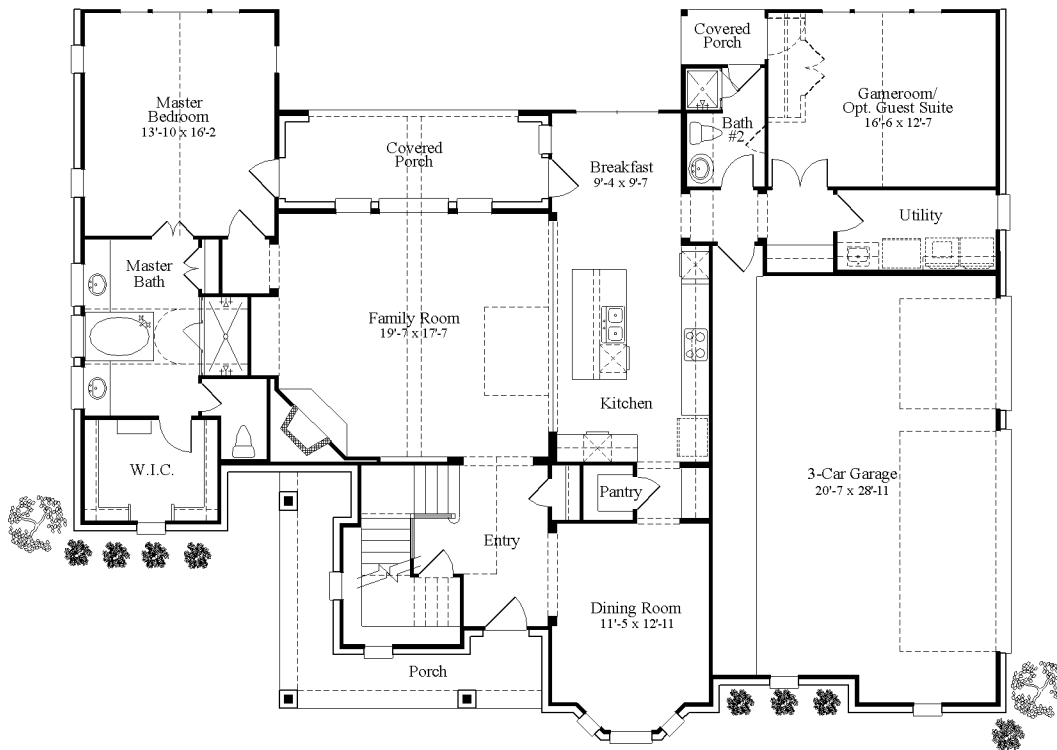 Covered
Porch
Master
Bedroom
13'-10 x 16'-2
Gameroom/
Opt. Guest Suite
16'-6 x 12'-7
Bath
#2
Covered
Porch
Breakfast
9'-4 x 9'-7
Utility
Master
Bath
Family Room
19'-7 x 17'-7
Kitchen
W.I.C.
3-Car Garage
20'-7 x 28'-11
Pantry
Entry
Dining Room
11'-5 x 12'-11
Porch